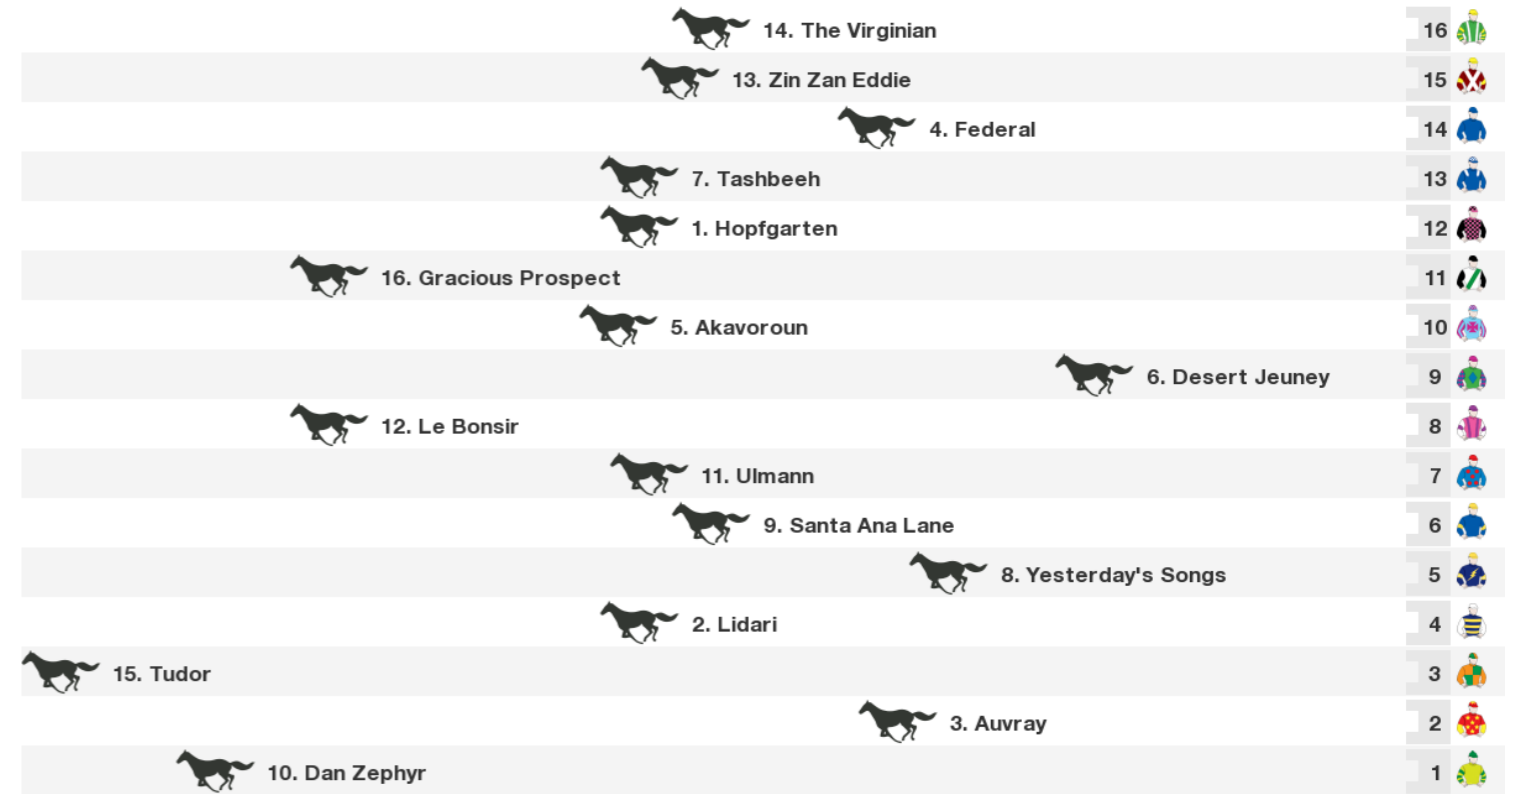 14. The Virginian 16
13. Zin Zan Eddie 15
4. Federal 14
7. Tashbeeh 13
1. Hopfgarten 12
16. Gracious Prospect 11
5. Akavoroun 10
6. Desert Jeuney 9
12. Le Bonsir 8
11. Ulmann 7
9. Santa Ana Lane 6
8. Yesterday's Songs 5
2. Lidari 4
15. Tudor 3
3. Auvray 2
10. Dan Zephyr 1